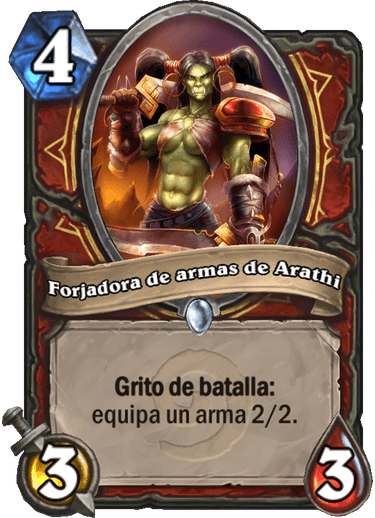 4
Forjadora de armas de Arathi
Grito de batalla:
equipa un arma 2/2.
3
3